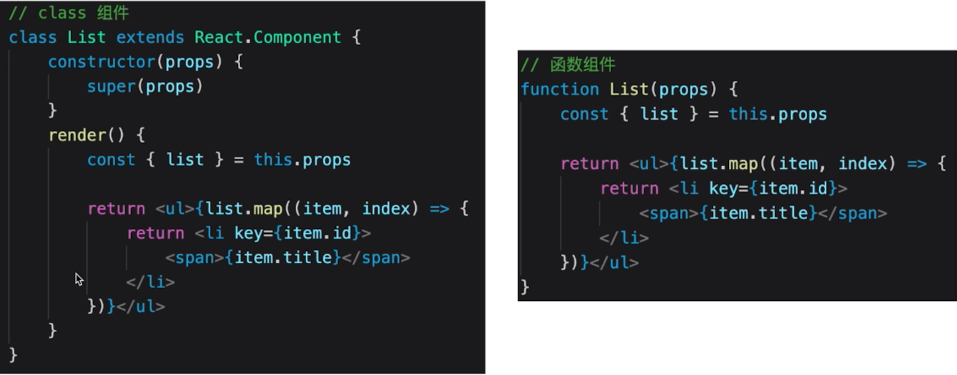 // class 组件
class List extends React.Component {
    constructor(props) {
        super(props)
    }
    render() {
        const { list } = this.props

        return <ul>{list.map((item, index) => {
            return <li key={item.id}>
                <span>{item.title}</span>
            </li>
        })}</ul>
    }
}
// 函数组件
function List(props) {
    const { list } = this.props

    return <ul>{list.map((item, index) => {
        return <li key={item.id}>
            <span>{item.title}</span>
        </li>
    })}</ul>
}